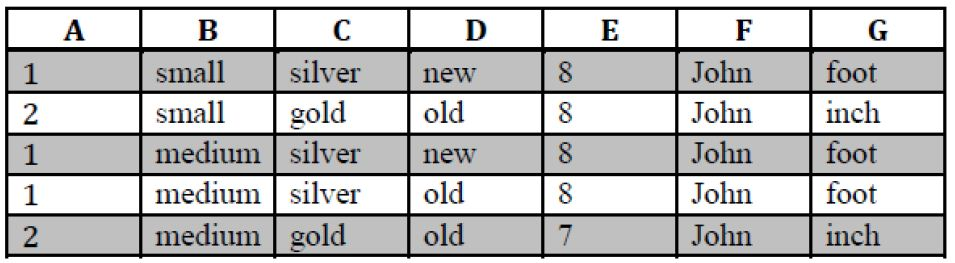 A B C D E F G
1 small silver new 8 John foot
2 small gold old 8 John inch
1 medium silver new 8 John foot
1 medium silver old 8 John foot
2 medium gold old 7 John inch